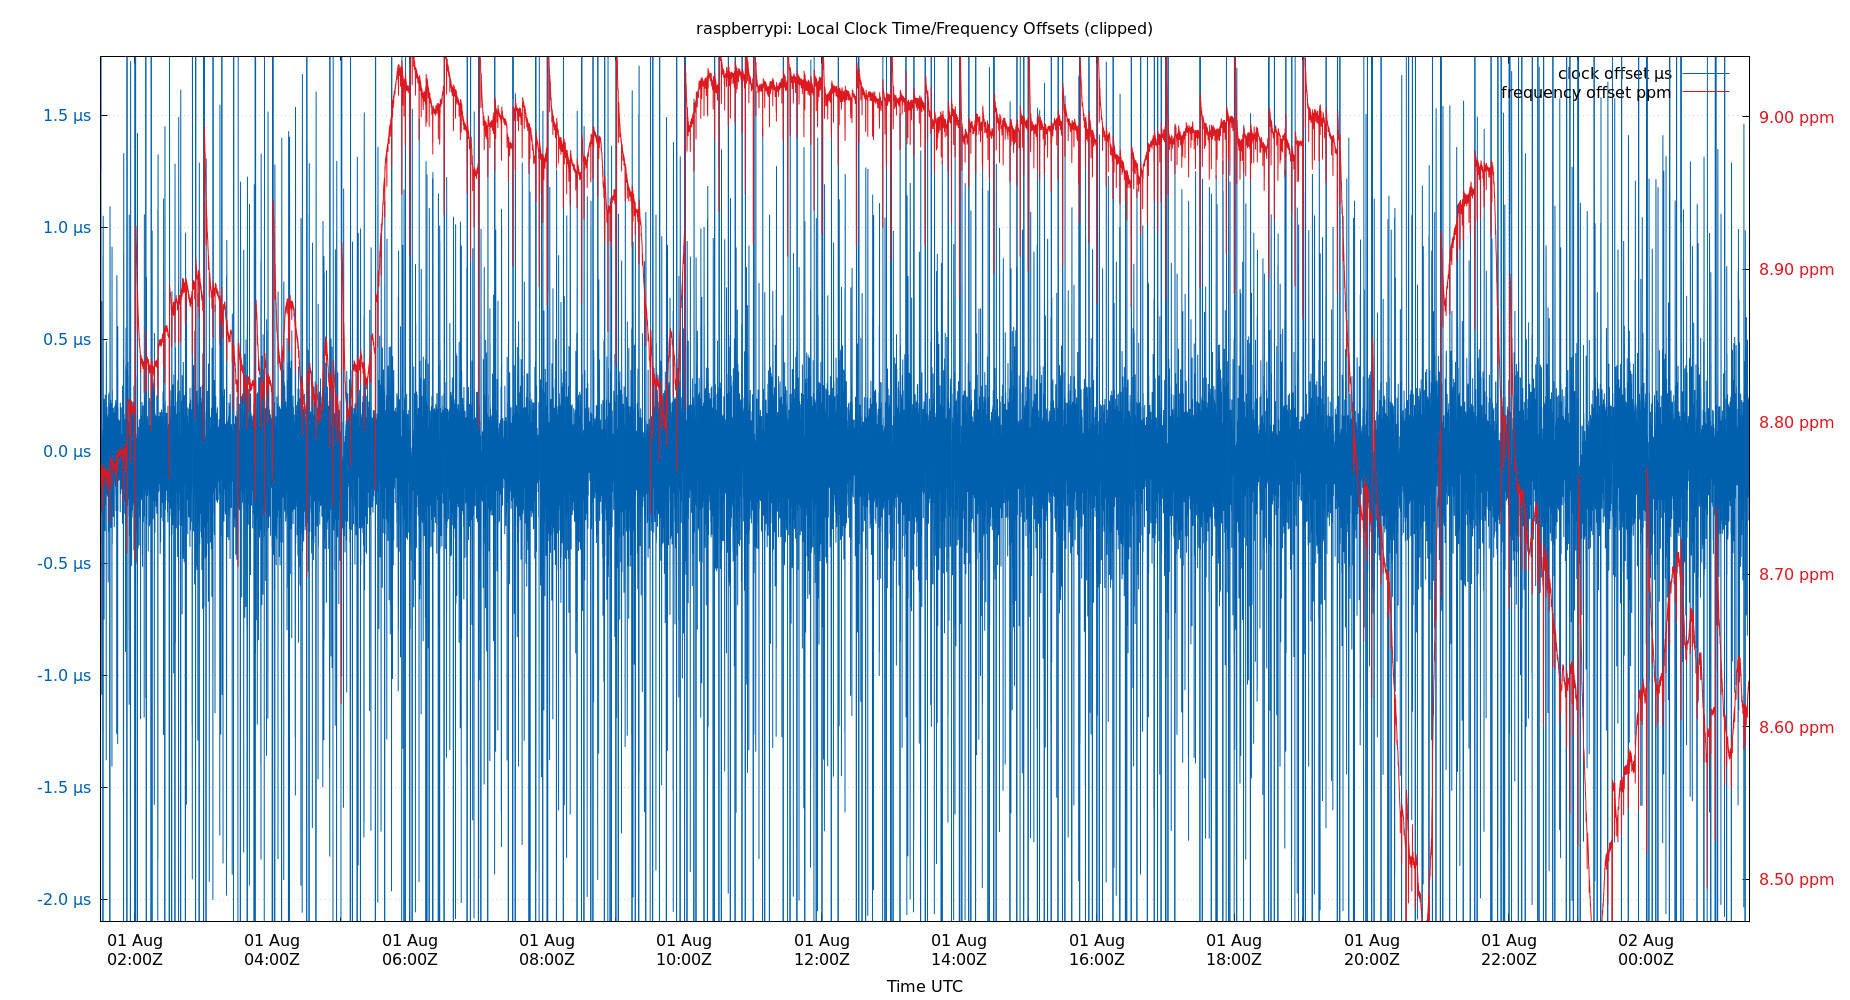 raspberrypi: Local Clock Time/Frequency Offsets (clipped)
clock offset µs
frequency offset ppm
1.5 µs
1.0 µs
0.5 µs
0.0 µs
-0.5 µs
-1.0 µs
-1.5 µs
-2.0 µs
9.00 ppm
8.90 ppm
8.80 ppm
8.70 ppm
8.60 ppm
8.50 ppm
01 Aug
02:00Z
01 Aug
04:00Z
01 Aug
06:00Z
01 Aug
08:00Z
01 Aug
10:00Z
01 Aug
12:00Z
01 Aug
14:00Z
01 Aug
16:00Z
01 Aug
18:00Z
01 Aug
20:00Z
01 Aug
22:00Z
02 Aug
00:00Z
Time UTC